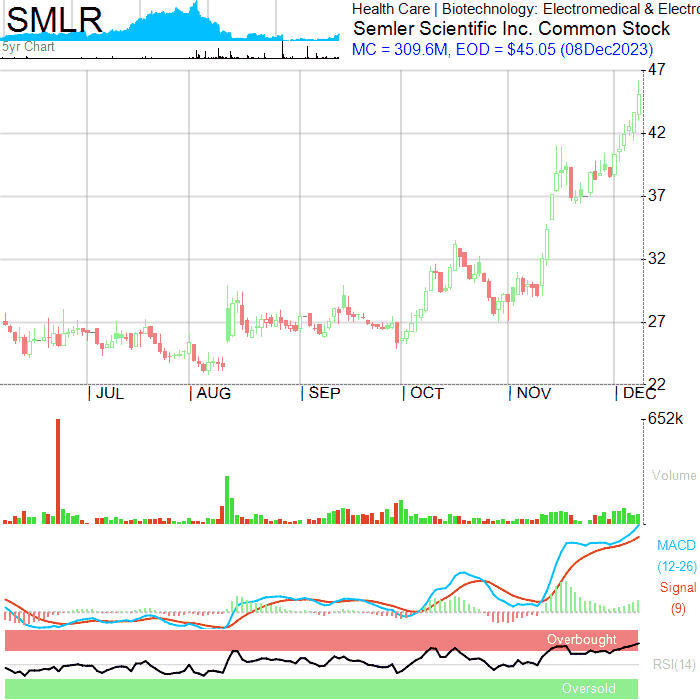 SMLR
5yr Chart
Health Care | Biotechnology: Electromedical & Electro
Semler Scientific Inc. Common Stock
MC = 309.6M, EOD = $45.05 (08Dec2023)
47
42
37
32
27
22
JUL
AUG
SEP
OCT
NOV
DEC
652k
Volume
MACD
(12-26)
Signal
(9)
Overbought
RSI(14)
Oversold